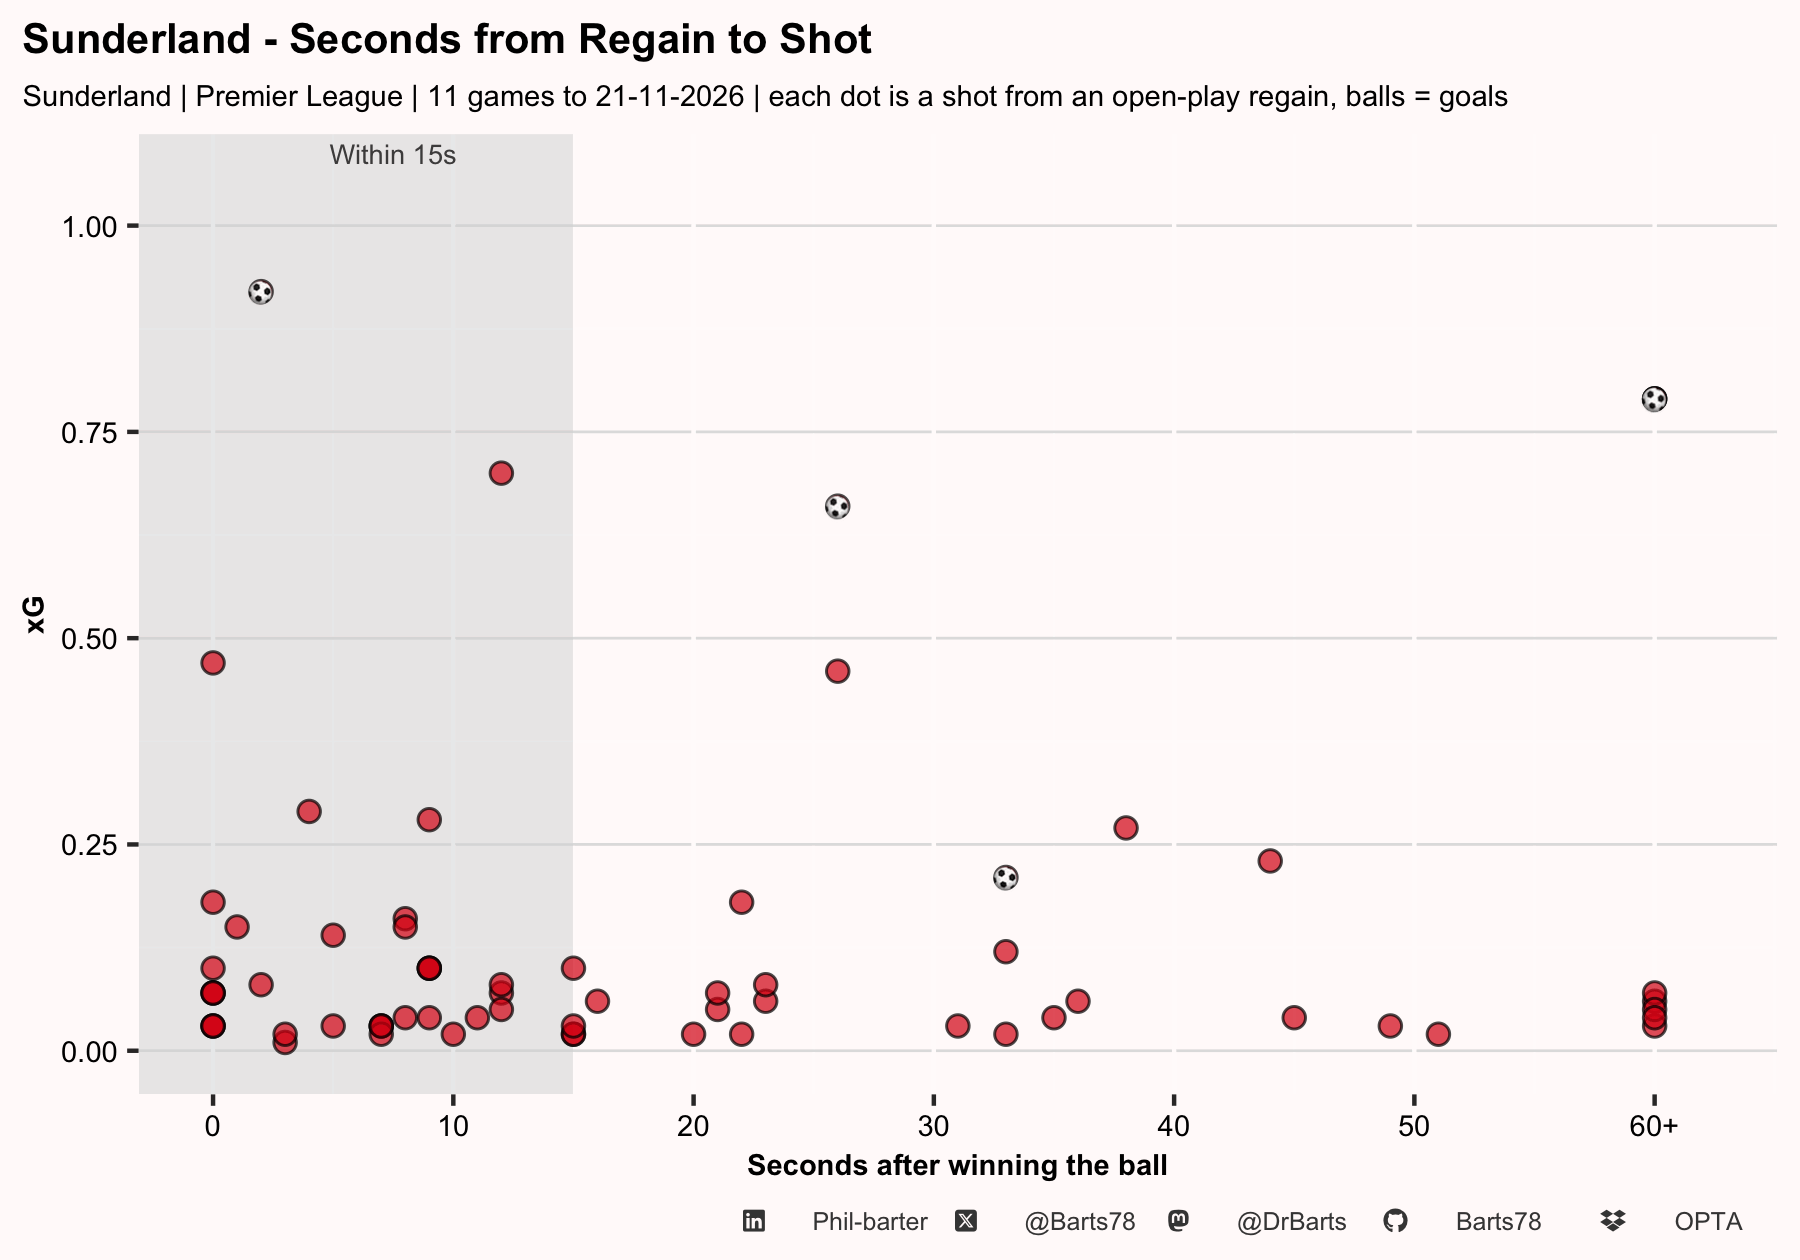 Sunderland - Seconds from Regain to Shot
Sunderland | Premier League | 11 games to 21-11-2026 | each dot is a shot from an open-play regain, balls = goals
Within 15s
1.00
0.75
0.50
0.25
0.00
xG
0 10 20 30 40 50 60+
Seconds after winning the ball
Phil-barter @Barts78 @DrBarts Barts78 OPTA